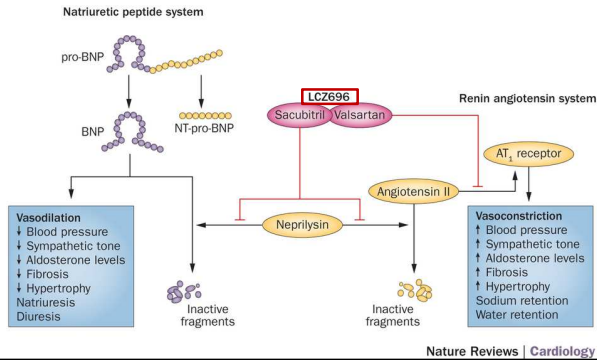 Natriuretic peptide system
pro-BNP
BNP
NT-pro-BNP
LCZ696
Sacubitril Valsartan
Renin angiotensin system
AT1 receptor
Angiotensin II
Neprilysin
Vasodilation
↓ Blood pressure
↓ Sympathetic tone
↓ Aldosterone levels
↓ Fibrosis
↓ Hypertrophy
Natriuresis
Diuresis
Inactive
fragments
Inactive
fragments
Vasoconstriction
↑ Blood pressure
↑ Sympathetic tone
↑ Aldosterone levels
↑ Fibrosis
↑ Hypertrophy
Sodium retention
Water retention
Nature Reviews | Cardiology